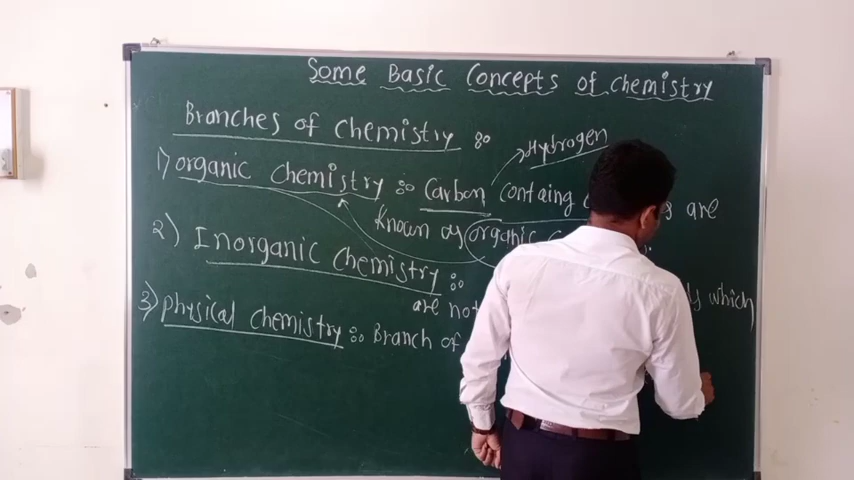 Some Basic Concepts of chemistry
Branches of chemistry :-
Hydrogen
1) organic chemistry :- Carbon containg are
Known as organic
2) Inorganic chemistry :- which
are not
3) physical chemistry :- Branch of